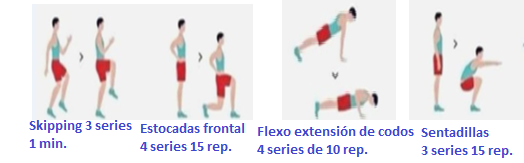 Skipping 3 series
1 min.
Estocadas frontal
4 series 15 rep.
Flexo extensión de codos
4 series de 10 rep.
Sentadillas
3 series 15 rep.